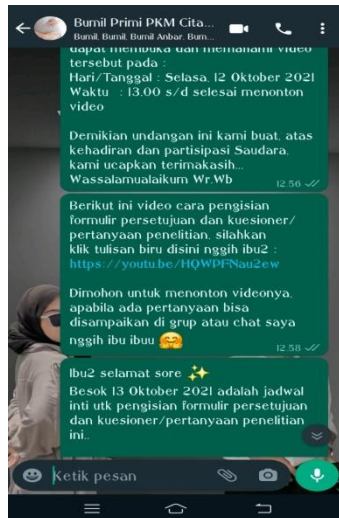 Bumil Primi PKM Cita...
Bumil, Bumil, Bumil Anbar, Bum...
dapat membuka dan memahami video
tersebut pada :
Hari/Tanggal : Selasa, 12 Oktober 2021
Waktu : 13.00 s/d selesai menonton
video
Demikian undangan ini kami buat, atas
kehadiran dan partisipasi Saudara,
kami ucapkan terimakasih...
Wassalamualaikum Wr.Wb
12.56
Berikut ini video cara pengisian
formulir persetujuan dan kuesioner/
pertanyaan penelitian, silahkan
klik tulisan biru disini nggih ibu2 :
https://youtu.be/HQWPFNau2ew
Dimohon untuk menonton videonya,
apabila ada pertanyaan bisa
disampaikan di grup atau chat saya
nggih ibu ibuu 🤗
12.58
Ibu2 selamat sore ✨
Besok 13 Oktober 2021 adalah jadwal
inti utk pengisian formulir persetujuan
dan kuesioner/pertanyaan penelitian
ini..
Ketik pesan